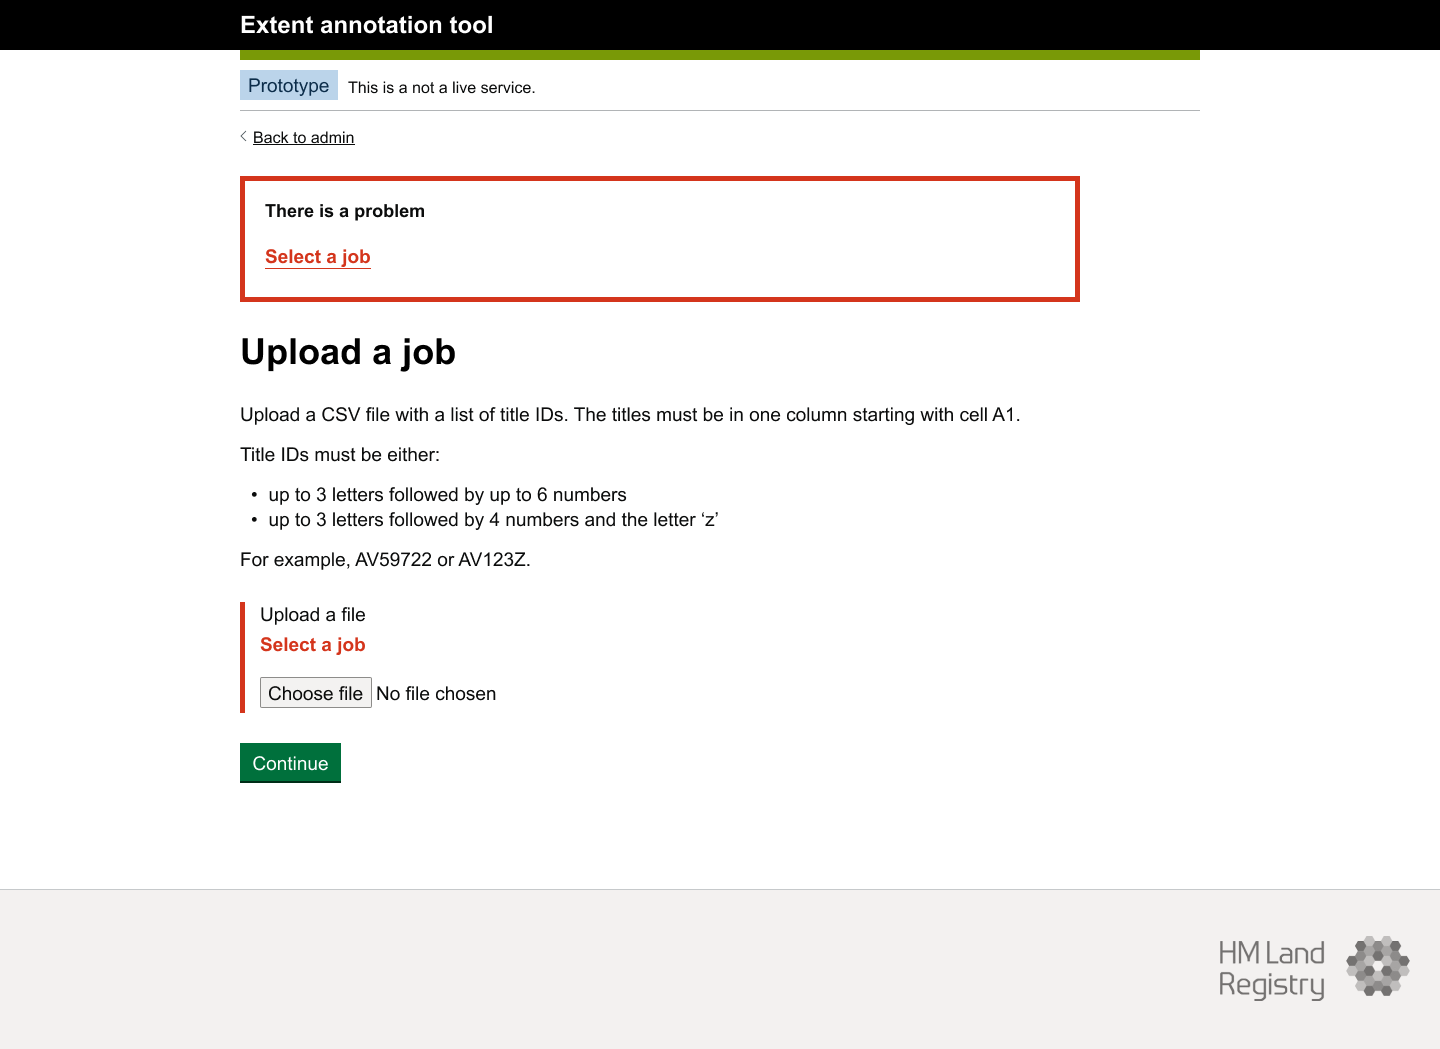 Extent annotation tool
Prototype This is a not a live service.
Back to admin
There is a problem
Select a job
Upload a job
Upload a CSV file with a list of title IDs. The titles must be in one column starting with cell A1.
Title IDs must be either:
• up to 3 letters followed by up to 6 numbers
• up to 3 letters followed by 4 numbers and the letter ‘z’
For example, AV59722 or AV123Z.
Upload a file
Select a job
Choose file No file chosen
Continue
HM Land
Registry